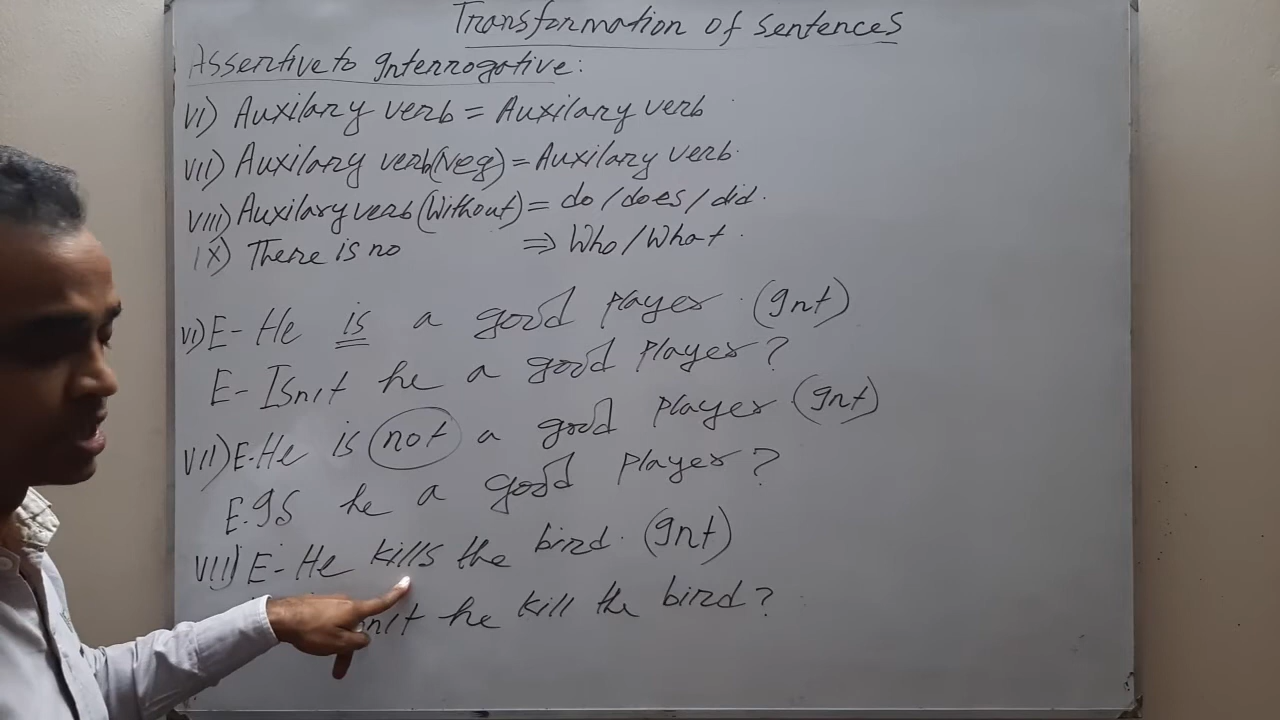 Transformation of Sentences
Assertive to Interrogative:
VI) Auxilary verb = Auxilary verb
VII) Auxilary verb (Neg) = Auxilary verb.
VIII) Auxilary verb (Without) = do/does/did.
IX) There is no => Who/What.
VI) E- He is a good player. (Int)
E- Isn't he a good player?
VII) E- He is not a good player (Int)
E. Is he a good player?
VII) E- He kills the bird. (Int)
he kill the bird?